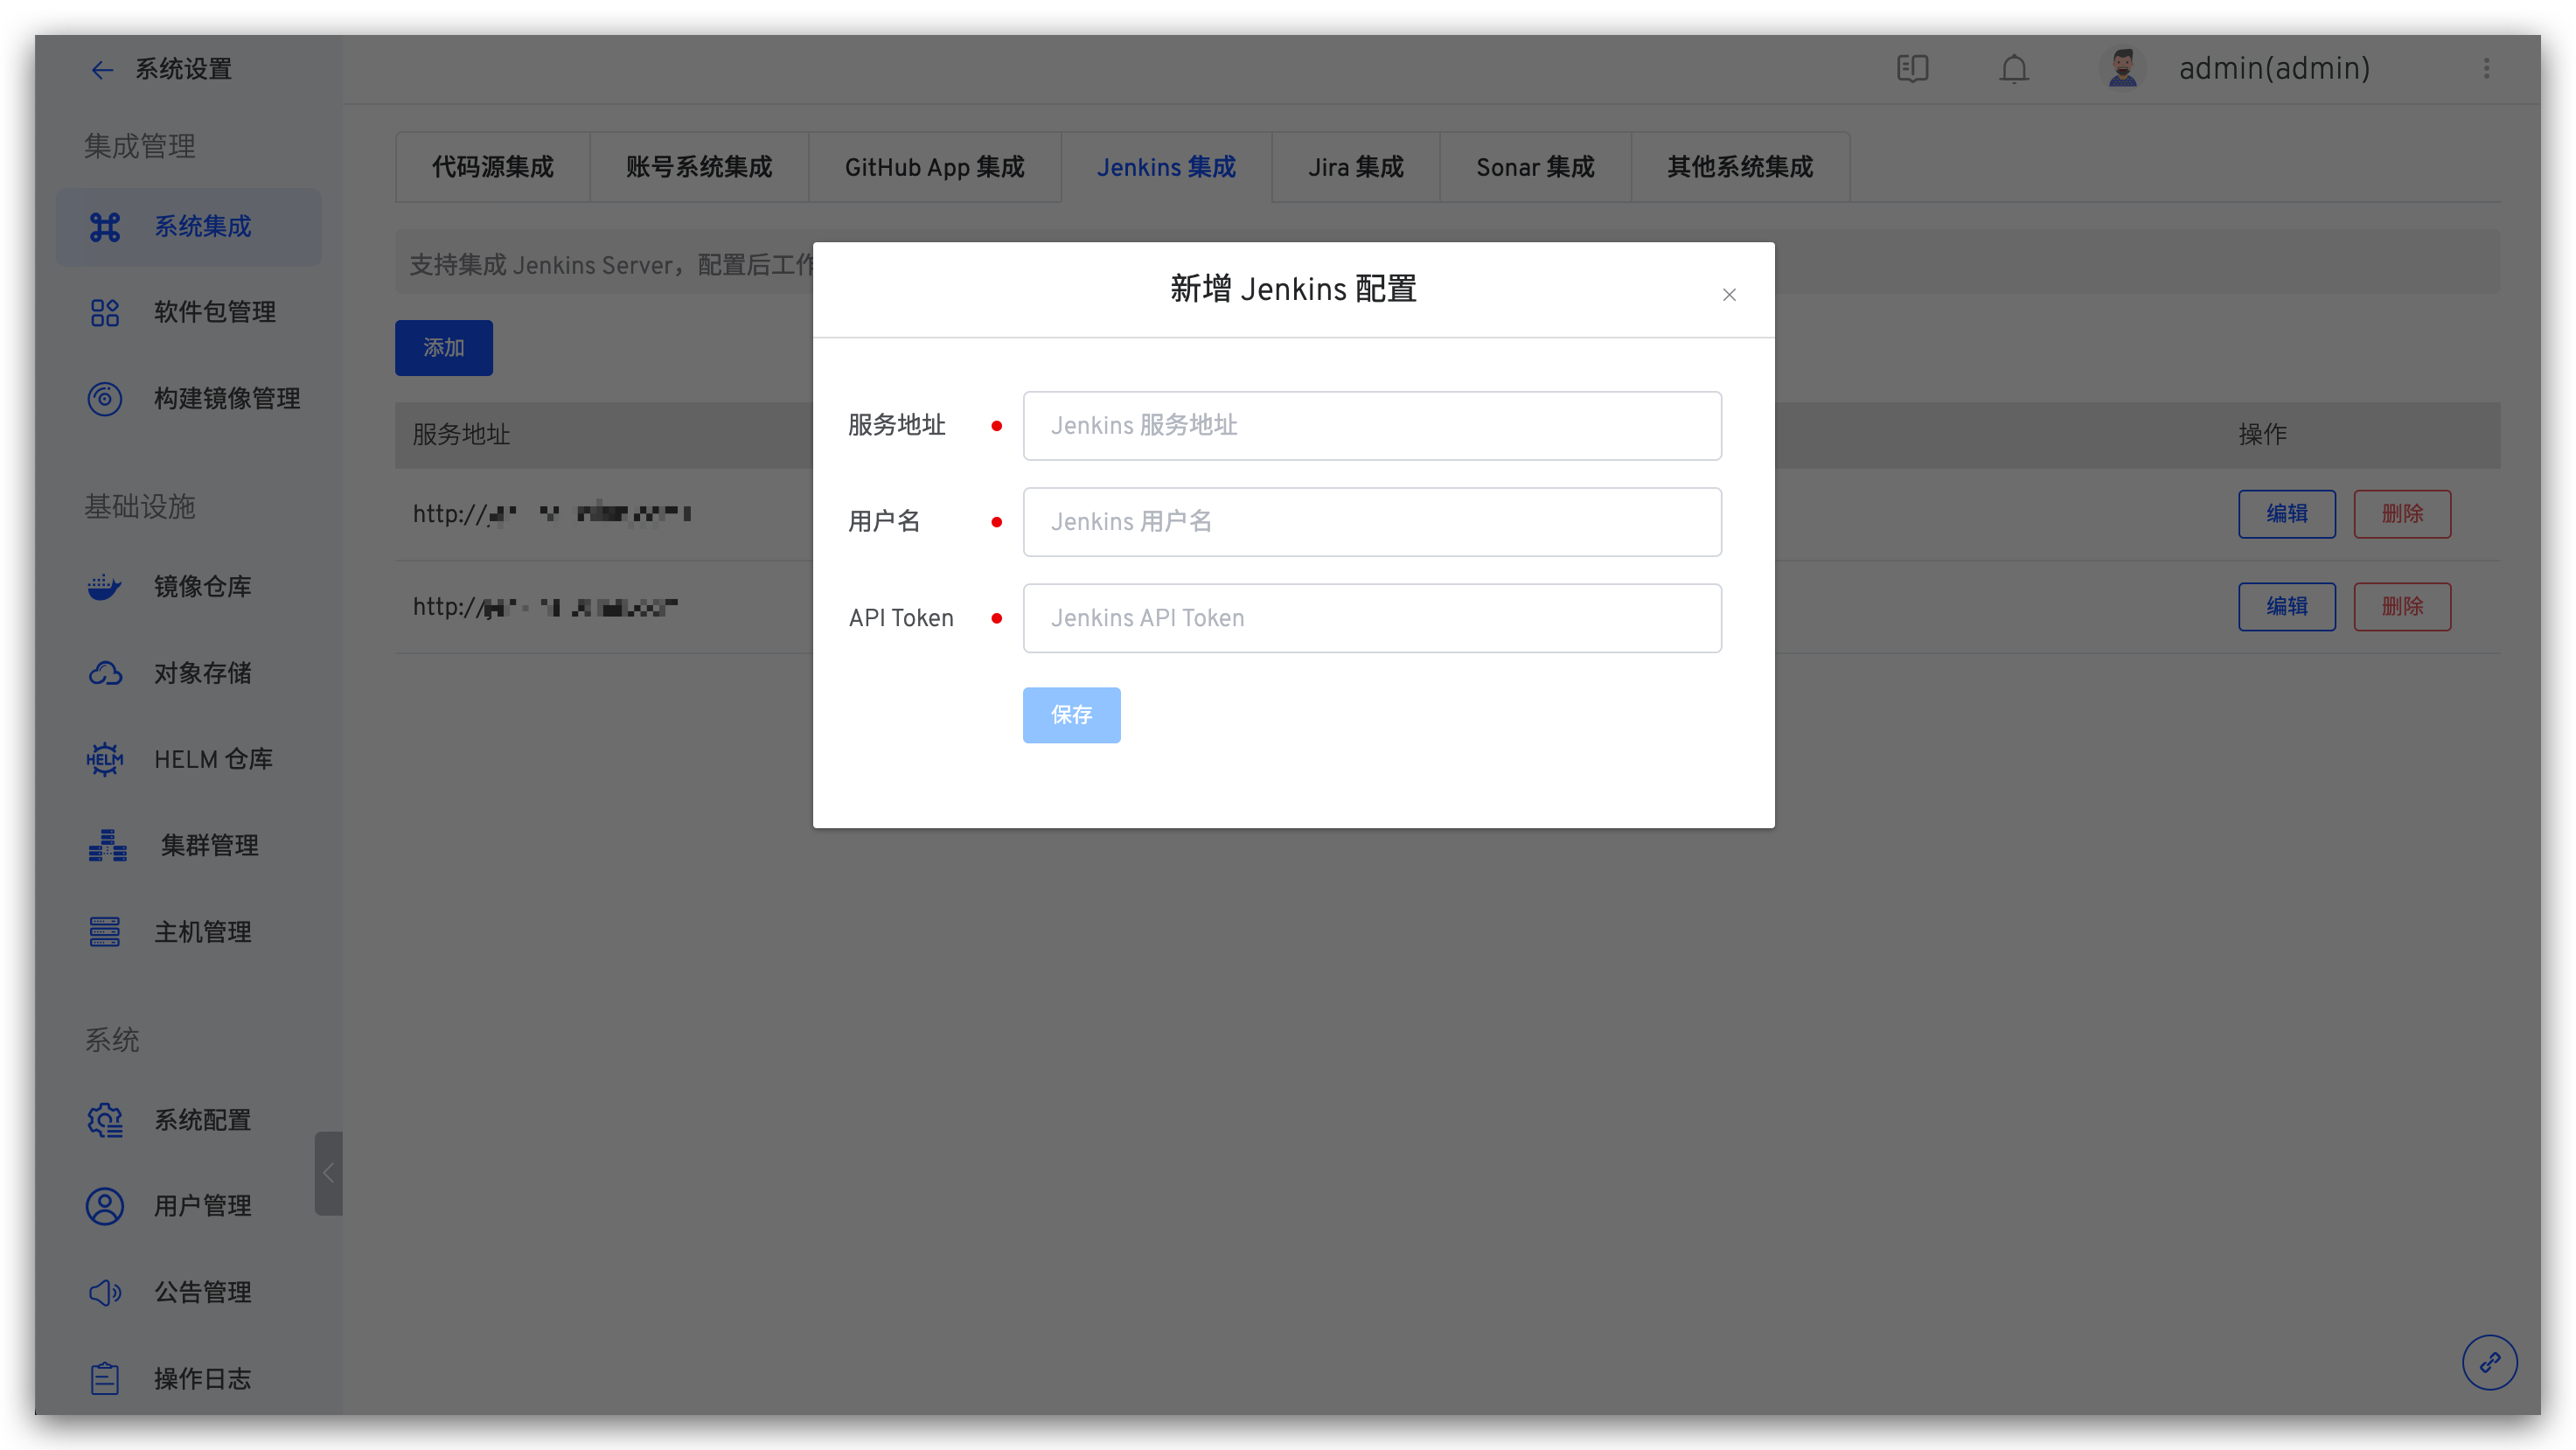 系统设置
admin(admin)
集成管理
系统集成
软件包管理
构建镜像管理
基础设施
镜像仓库
对象存储
HELM
HELM 仓库
集群管理
主机管理
系统
系统配置
用户管理
公告管理
操作日志
代码源集成
账号系统集成
GitHub App 集成
Jenkins 集成
Jira 集成
Sonar 集成
其他系统集成
支持集成 Jenkins Server，配置后工作
添加
服务地址
操作
http://
编辑
删除
http://
编辑
删除
新增 Jenkins 配置
服务地址
Jenkins 服务地址
用户名
Jenkins 用户名
API Token
Jenkins API Token
保存